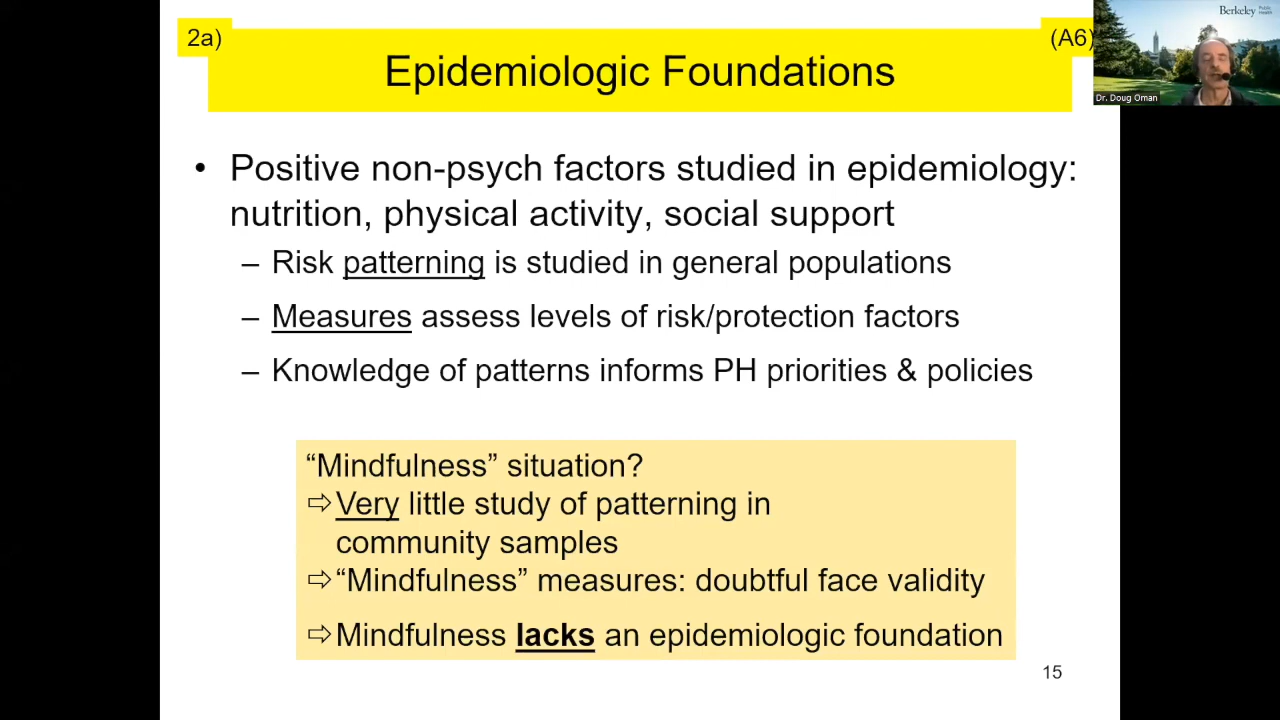 2a)
(A6)
Epidemiologic Foundations
• Positive non-psych factors studied in epidemiology:
nutrition, physical activity, social support
– Risk patterning is studied in general populations
– Measures assess levels of risk/protection factors
– Knowledge of patterns informs PH priorities & policies
“Mindfulness” situation?
⇨Very little study of patterning in
community samples
⇨“Mindfulness” measures: doubtful face validity
⇨Mindfulness lacks an epidemiologic foundation
15
Berkeley Public
Health
Dr. Doug Oman